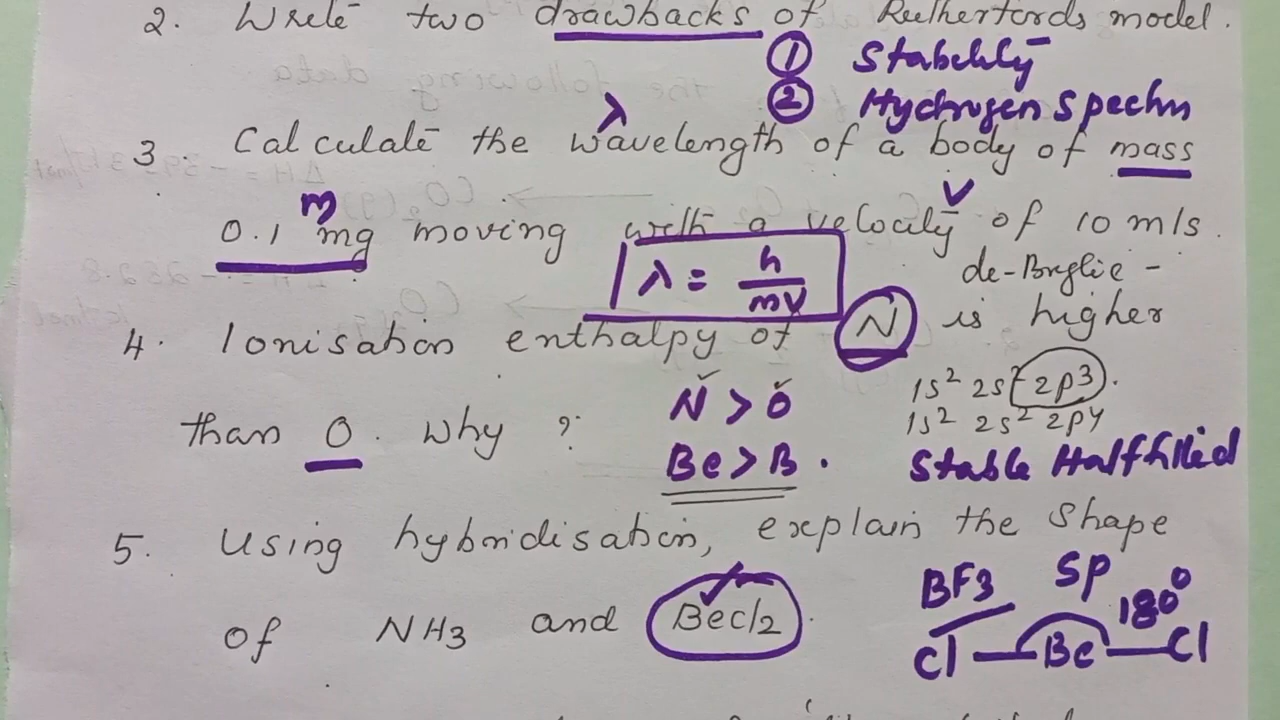 2. Write two drawbacks of Rutherfords model.
① Stability
② Hydrogen Spectrum
λ
3. Calculate the wavelength of a body of mass
m v
0.1 mg moving with a velocity of 10 m/s.
λ = h/mv de-Broglie -
4. Ionisation enthalpy of N is higher
1s² 2s² 2p³.
than O. Why ? N > O 1s² 2s² 2p4
Be > B. Stable Half filled
5. Using hybridisation, explain the shape
BF3 SP 180°
of NH3 and BeCl2. Cl — Be — Cl